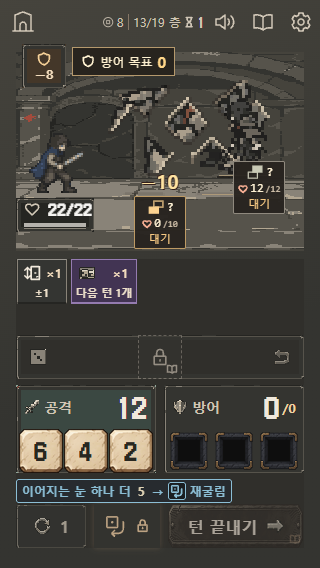 8 13/19 층 1
-8
방어 목표 0
-10
?
12/12
대기
?
0/10
대기
22/22
×1
±1
×1
다음 턴 1개
공격 12
방어 0/0
6 4 2
이어지는 눈 하나 더 5 → 재굴림
1
턴 끝내기 →